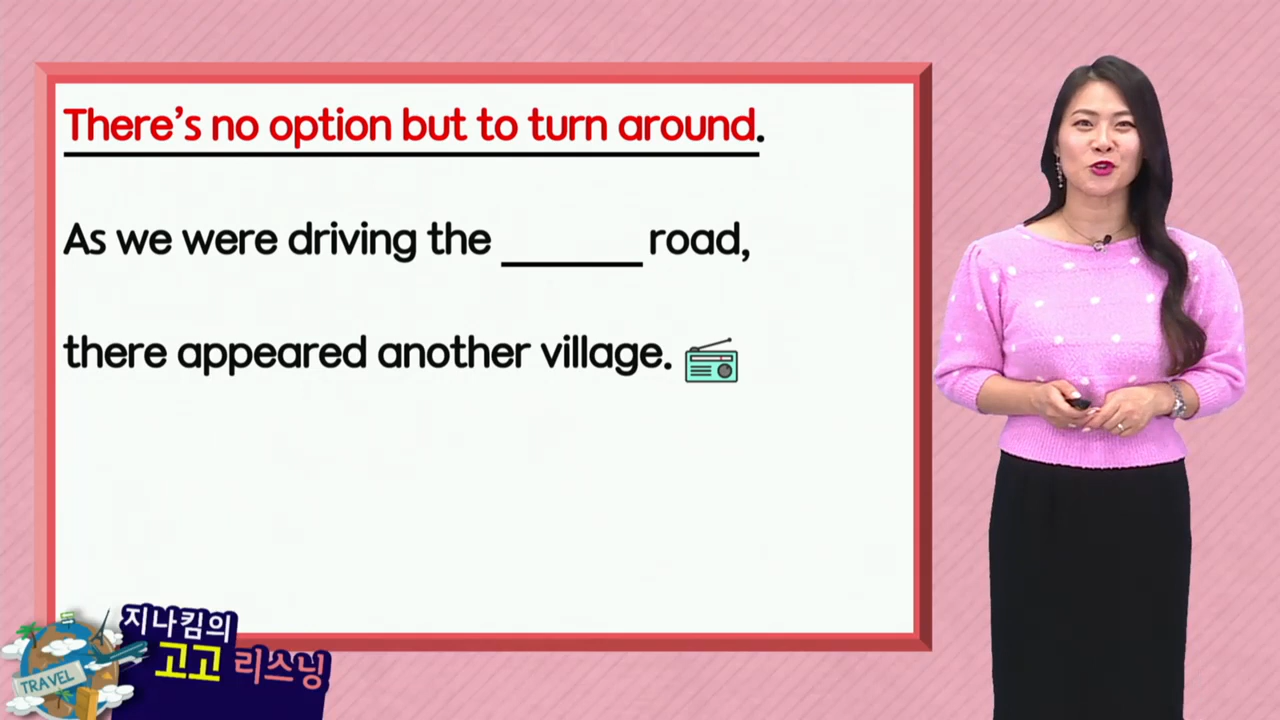 There's no option but to turn around.
As we were driving the ______ road,
there appeared another village.
TRAVEL
지나킴의
고고 리스닝